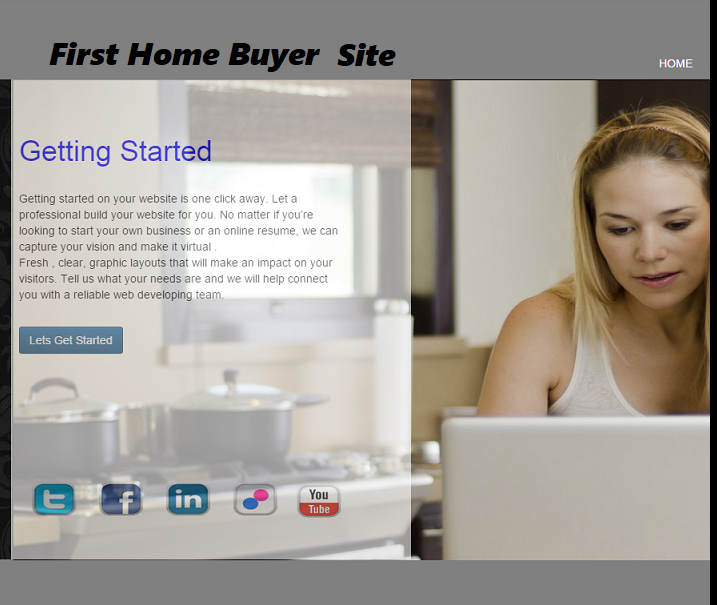 First Home Buyer Site
HOME
Getting Started
Getting started on your website is one click away. Let a
professional build your website for you. No matter if you're
looking to start your own business or an online resume, we can
capture your vision and make it virtual .
Fresh , clear, graphic layouts that will make an impact on your
visitors. Tell us what your needs are and we will help connect
you with a reliable web developing team.
Lets Get Started
t
f
in
You
Tube